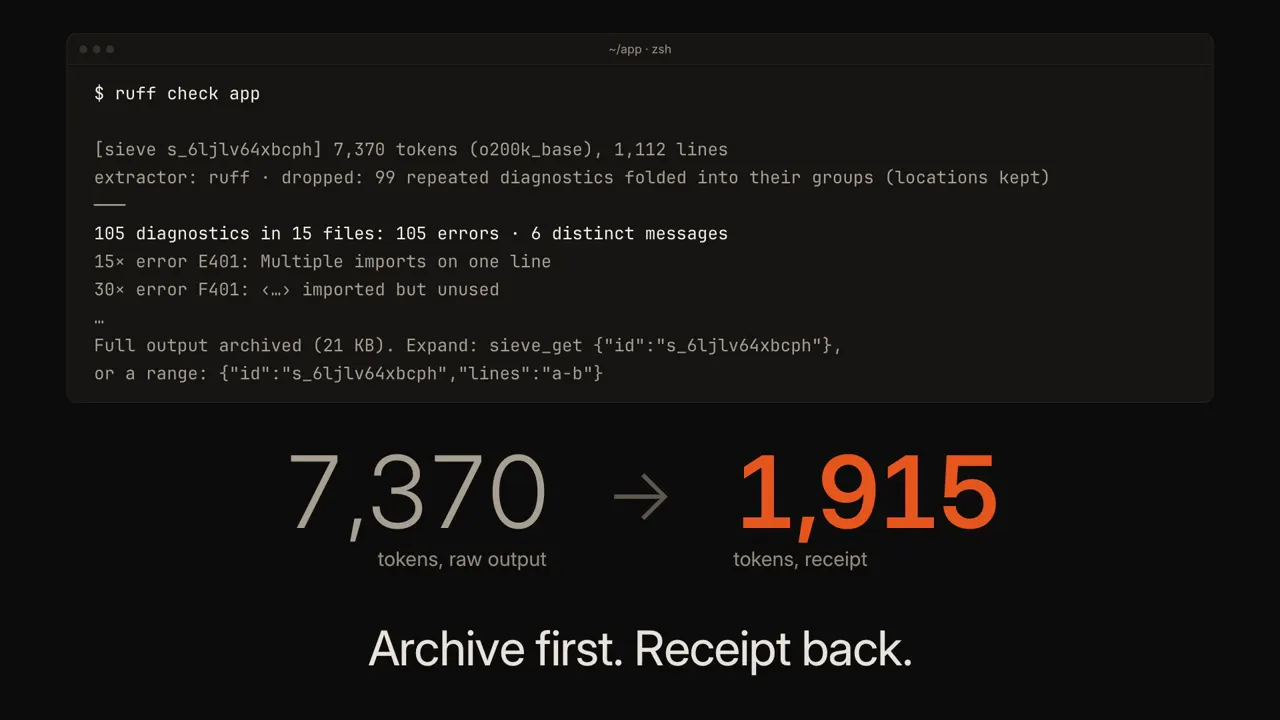 ~/app · zsh
$ ruff check app
[sieve s_6ljlv64xbcph] 7,370 tokens (o200k_base), 1,112 lines
extractor: ruff · dropped: 99 repeated diagnostics folded into their groups (locations kept)
105 diagnostics in 15 files: 105 errors · 6 distinct messages
15× error E401: Multiple imports on one line
30× error F401: ‹…› imported but unused
…
Full output archived (21 KB). Expand: sieve_get {"id":"s_6ljlv64xbcph"},
or a range: {"id":"s_6ljlv64xbcph","lines":"a-b"}
7,370 → 1,915
tokens, raw output tokens, receipt
Archive first. Receipt back.